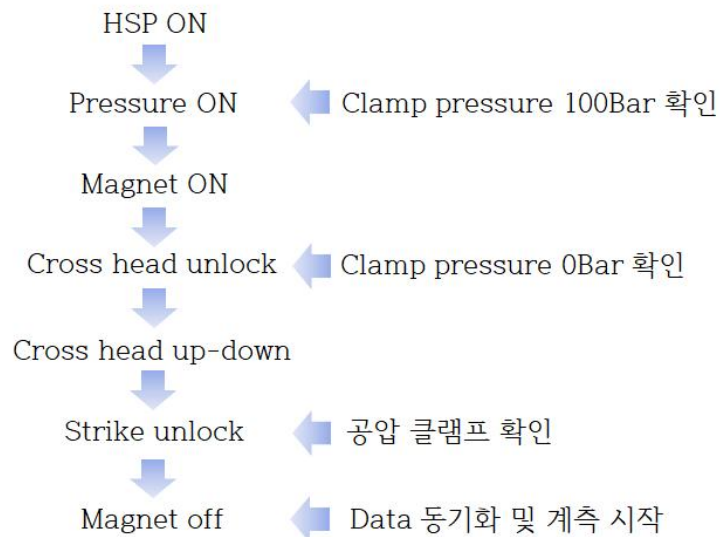 HSP ON
Pressure ON
Clamp pressure 100Bar 확인
Magnet ON
Cross head unlock
Clamp pressure 0Bar 확인
Cross head up-down
Strike unlock
공압 클램프 확인
Magnet off
Data 동기화 및 계측 시작